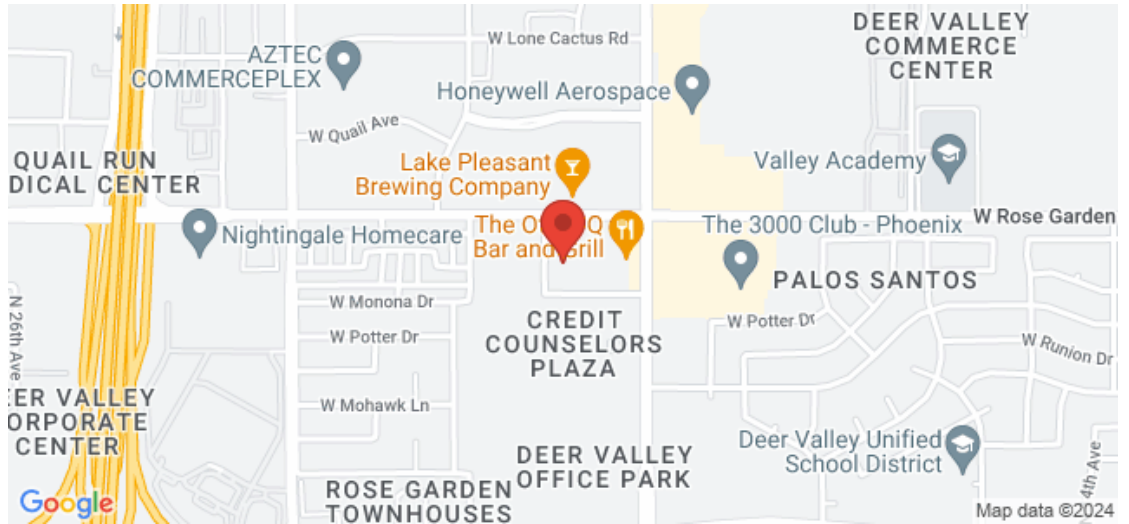 W Lone Cactus Rd
DEER VALLEY
COMMERCE
CENTER
AZTEC
COMMERCEPLEX
Honeywell Aerospace
W Quail Ave
QUAIL RUN
DICAL CENTER
Lake Pleasant
Brewing Company
Valley Academy
W Rose Garden
Nightingale Homecare
The O Q
Bar and Grill
The 3000 Club - Phoenix
PALOS SANTOS
N 26th Ave
W Monona Dr
W Potter Dr
CREDIT
COUNSELORS
PLAZA
W Potter Dr
W Runion Dr
EER VALLEY
ORPORATE
CENTER
W Mohawk Ln
DEER VALLEY
OFFICE PARK
Deer Valley Unified
School District
4th Ave
ROSE GARDEN
TOWNHOUSES
Google
Map data ©2024